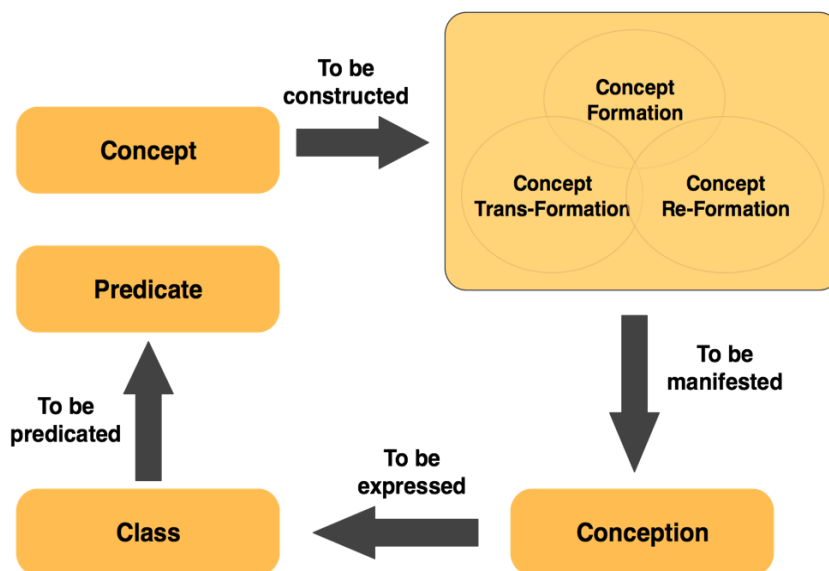 Concept
To be
constructed
Concept
Formation
Concept
Trans-Formation
Concept
Re-Formation
To be
manifested
Conception
To be
expressed
Class
To be
predicated
Predicate